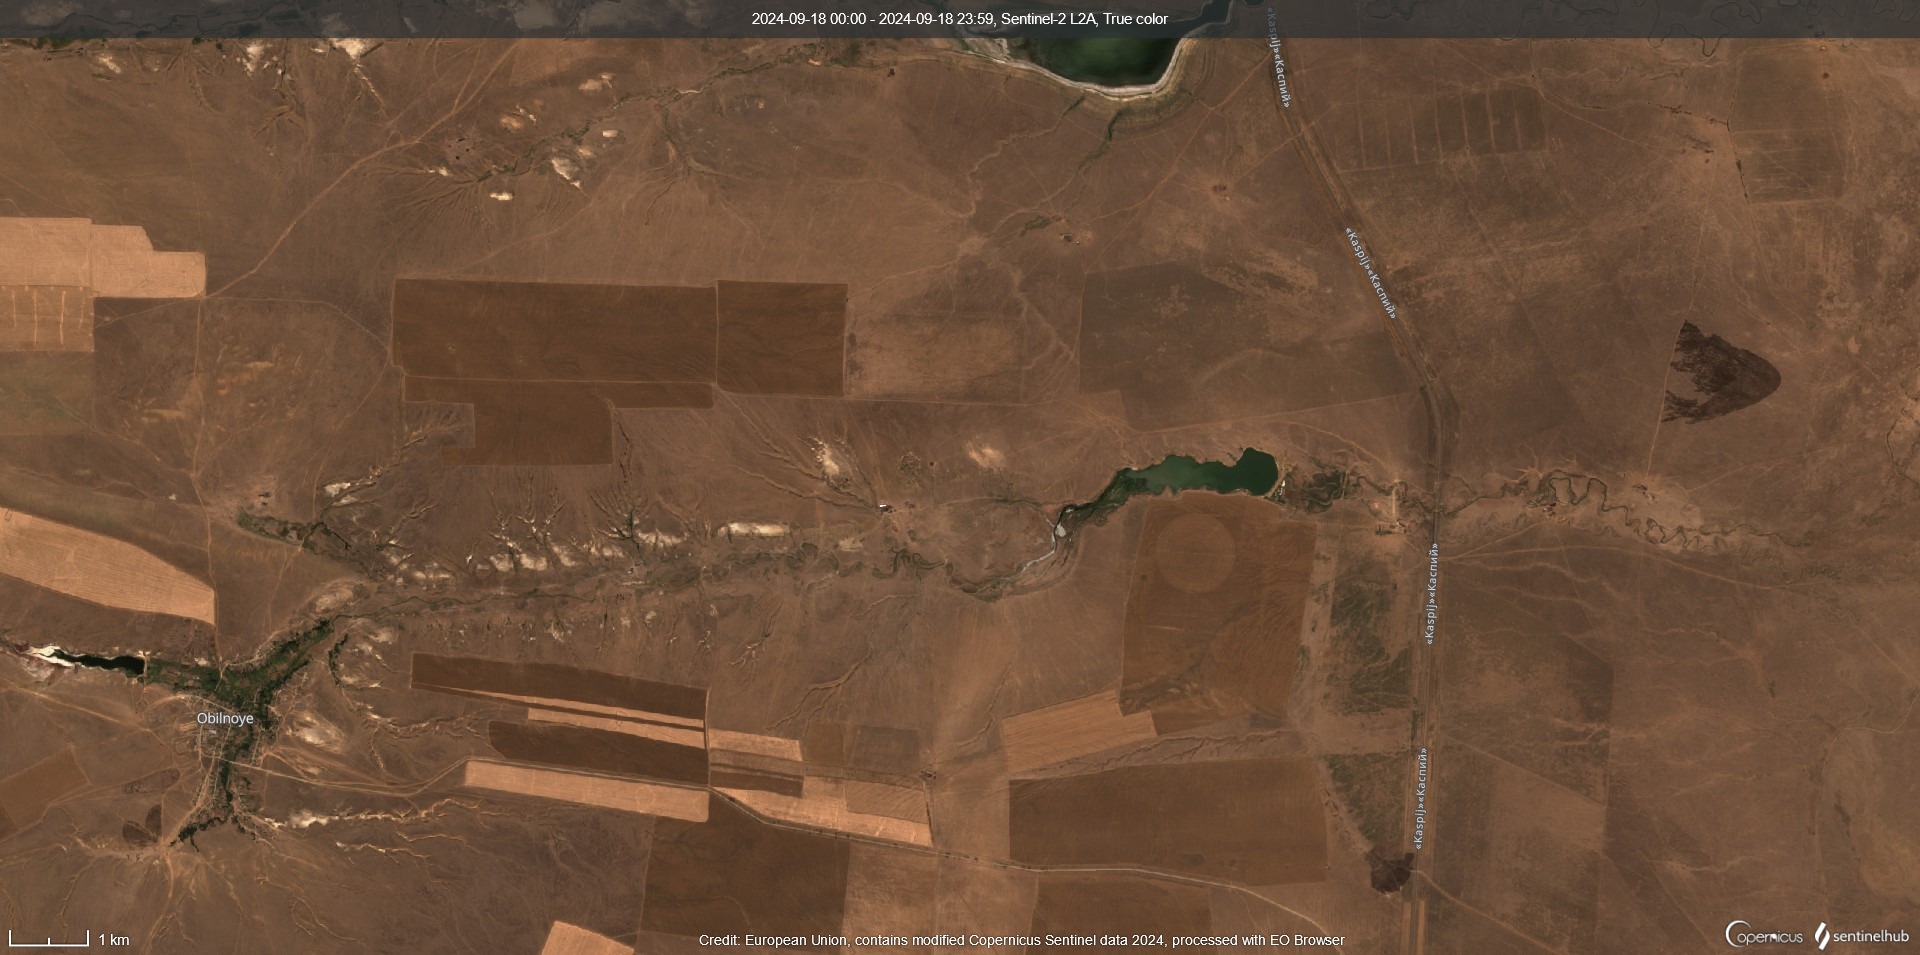 2024-09-18 00:00 - 2024-09-18 23:59, Sentinel-2 L2A, True color
«Kaspij»«Каспий»
«Kaspij»«Каспий»
«Kaspij»«Каспий»
Obilnoye
«Kaspij»«Каспий»
1 km
Credit: European Union, contains modified Copernicus Sentinel data 2024, processed with EO Browser
Copernicus
sentinelhub